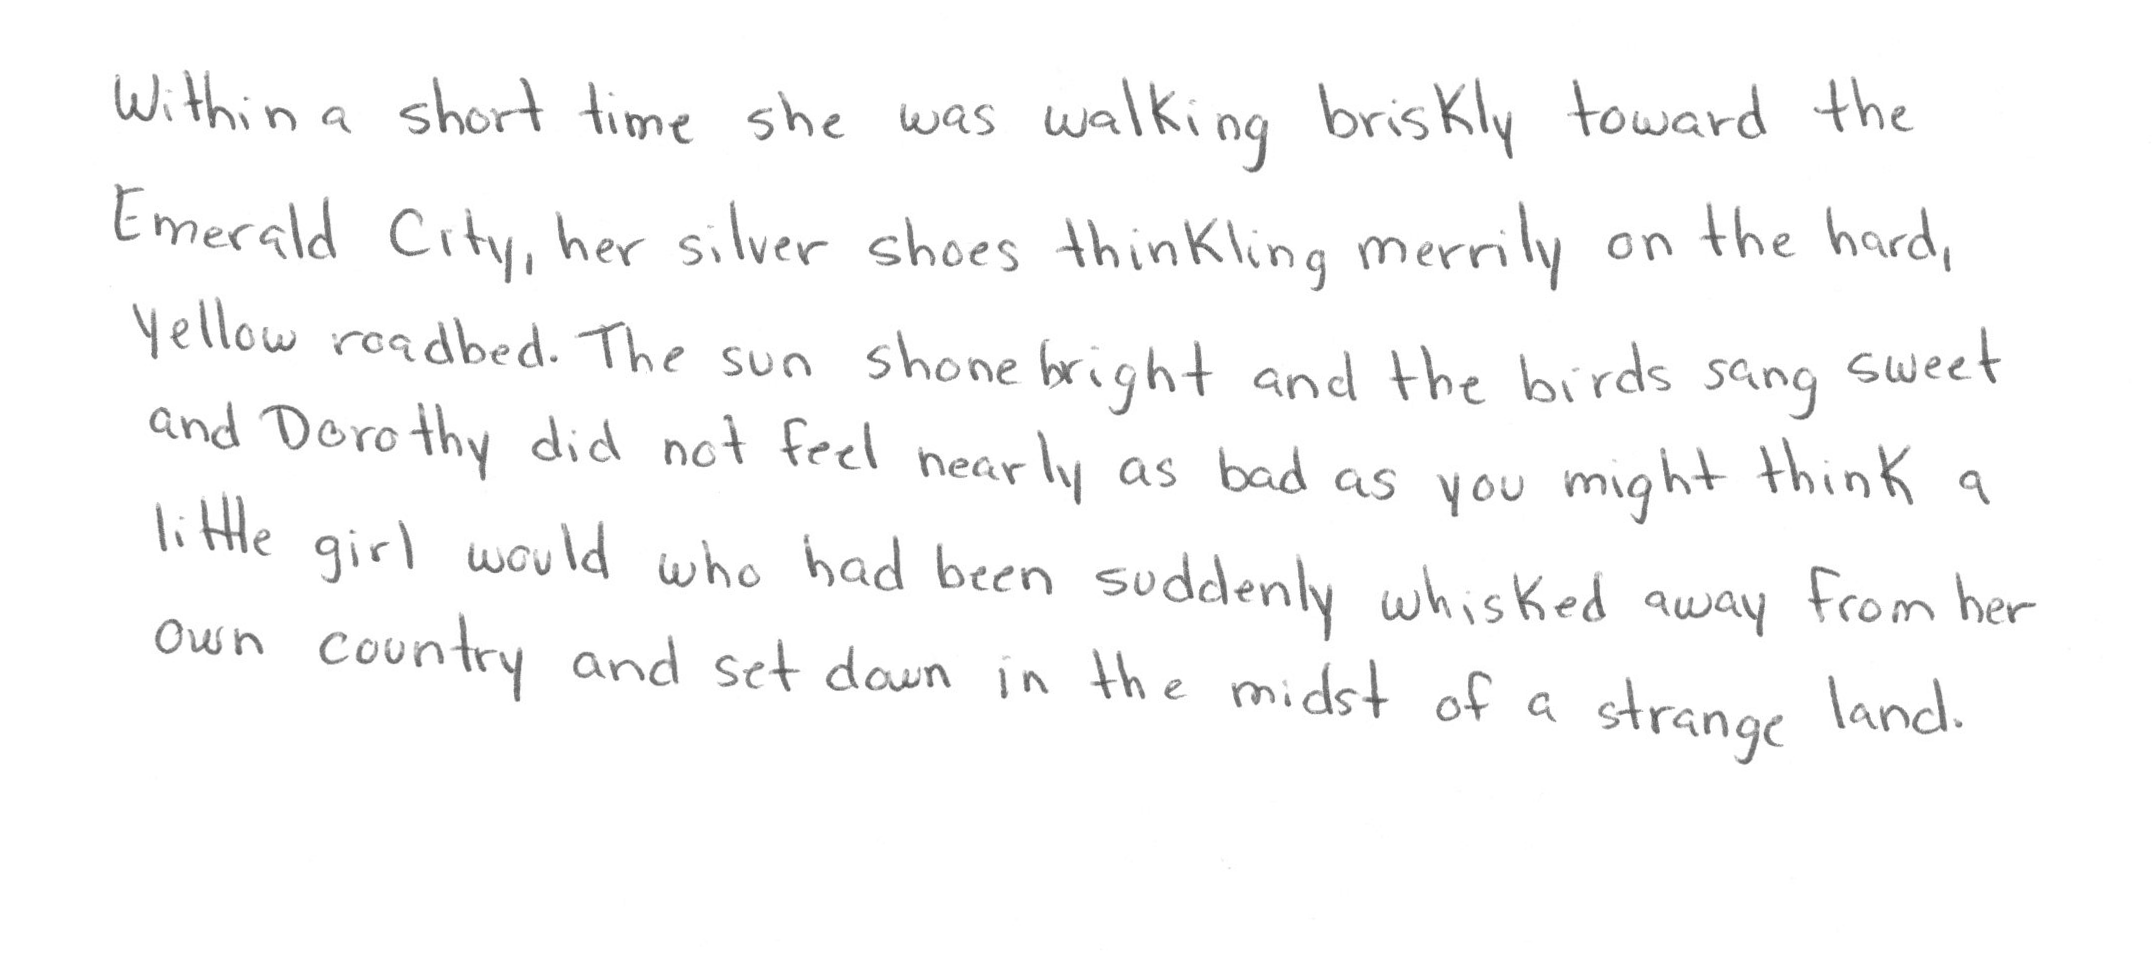 Within a short time she was walking briskly toward the
Emerald City, her silver shoes thinkling merrily on the hard,
yellow roadbed. The sun shone bright and the birds sang sweet
and Dorothy did not feel nearly as bad as you might think a
little girl would who had been suddenly whisked away from her
own country and set down in the midst of a strange land.